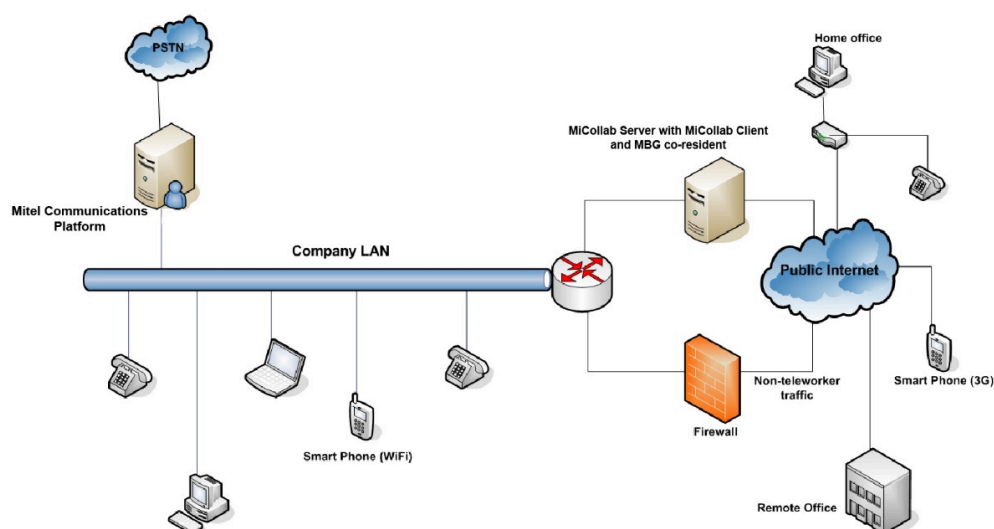 PSTN
Home office
MiCollab Server with MiCollab Client
and MBG co-resident
Mitel Communications
Platform
Company LAN
Public Internet
Non-teleworker
traffic
Smart Phone (3G)
Firewall
Smart Phone (WiFi)
Remote Office